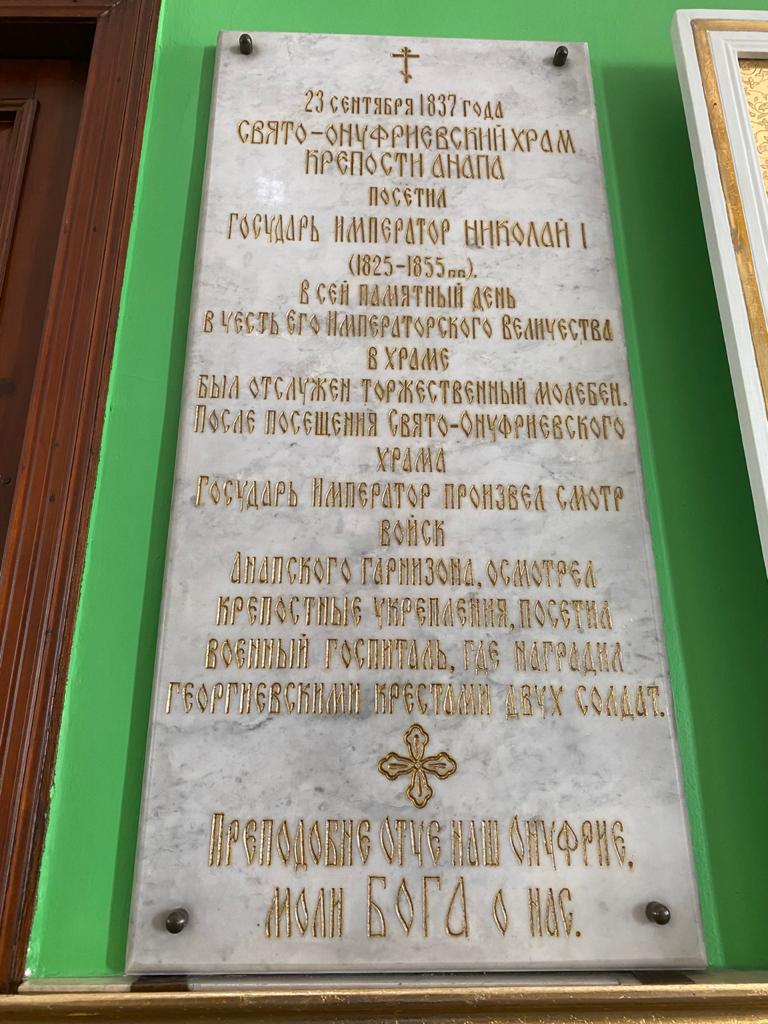 23 сентября 1837 года
Свято-Онуфриевский храм
крепости Анапа
посетил
Государь Император Николай I
(1825-1855 гг).
В сей памятный день
в честь Его Императорского Величества
в храме
был отслужен торжественный молебен.
После посещения Свято-Онуфриевского
храма
Государь Император произвел смотр
войск
Анапского гарнизона, осмотрел
крепостные укрепления, посетил
военный госпиталь, где наградил
Георгиевскими крестами двух солдат.
Преподобне Отче наш Онуфрие,
моли БОГА о нас.